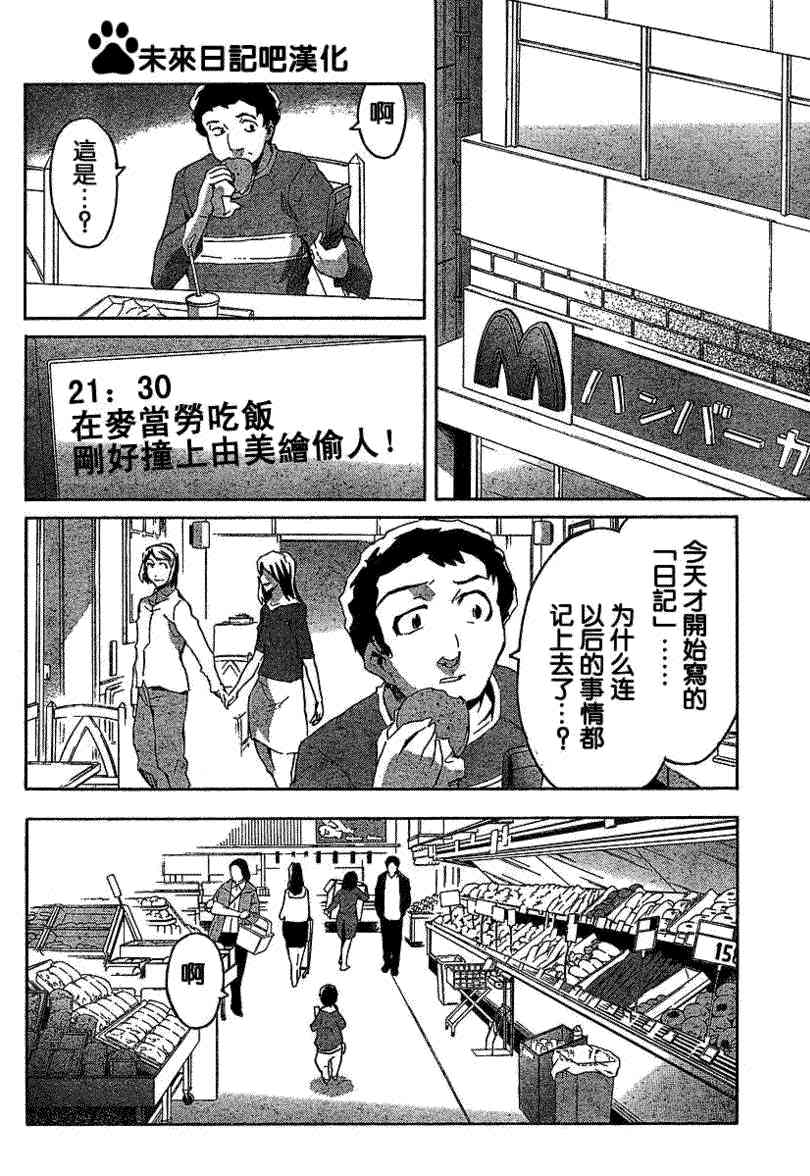 未來日記吧漢化
M ハンバーガ
啊
這是…？
21：30
在麥當勞吃飯
剛好撞上由美繪偷人！
今天才開始寫的
「日記」……
为什么连
以后的事情都
记上去了…？
啊